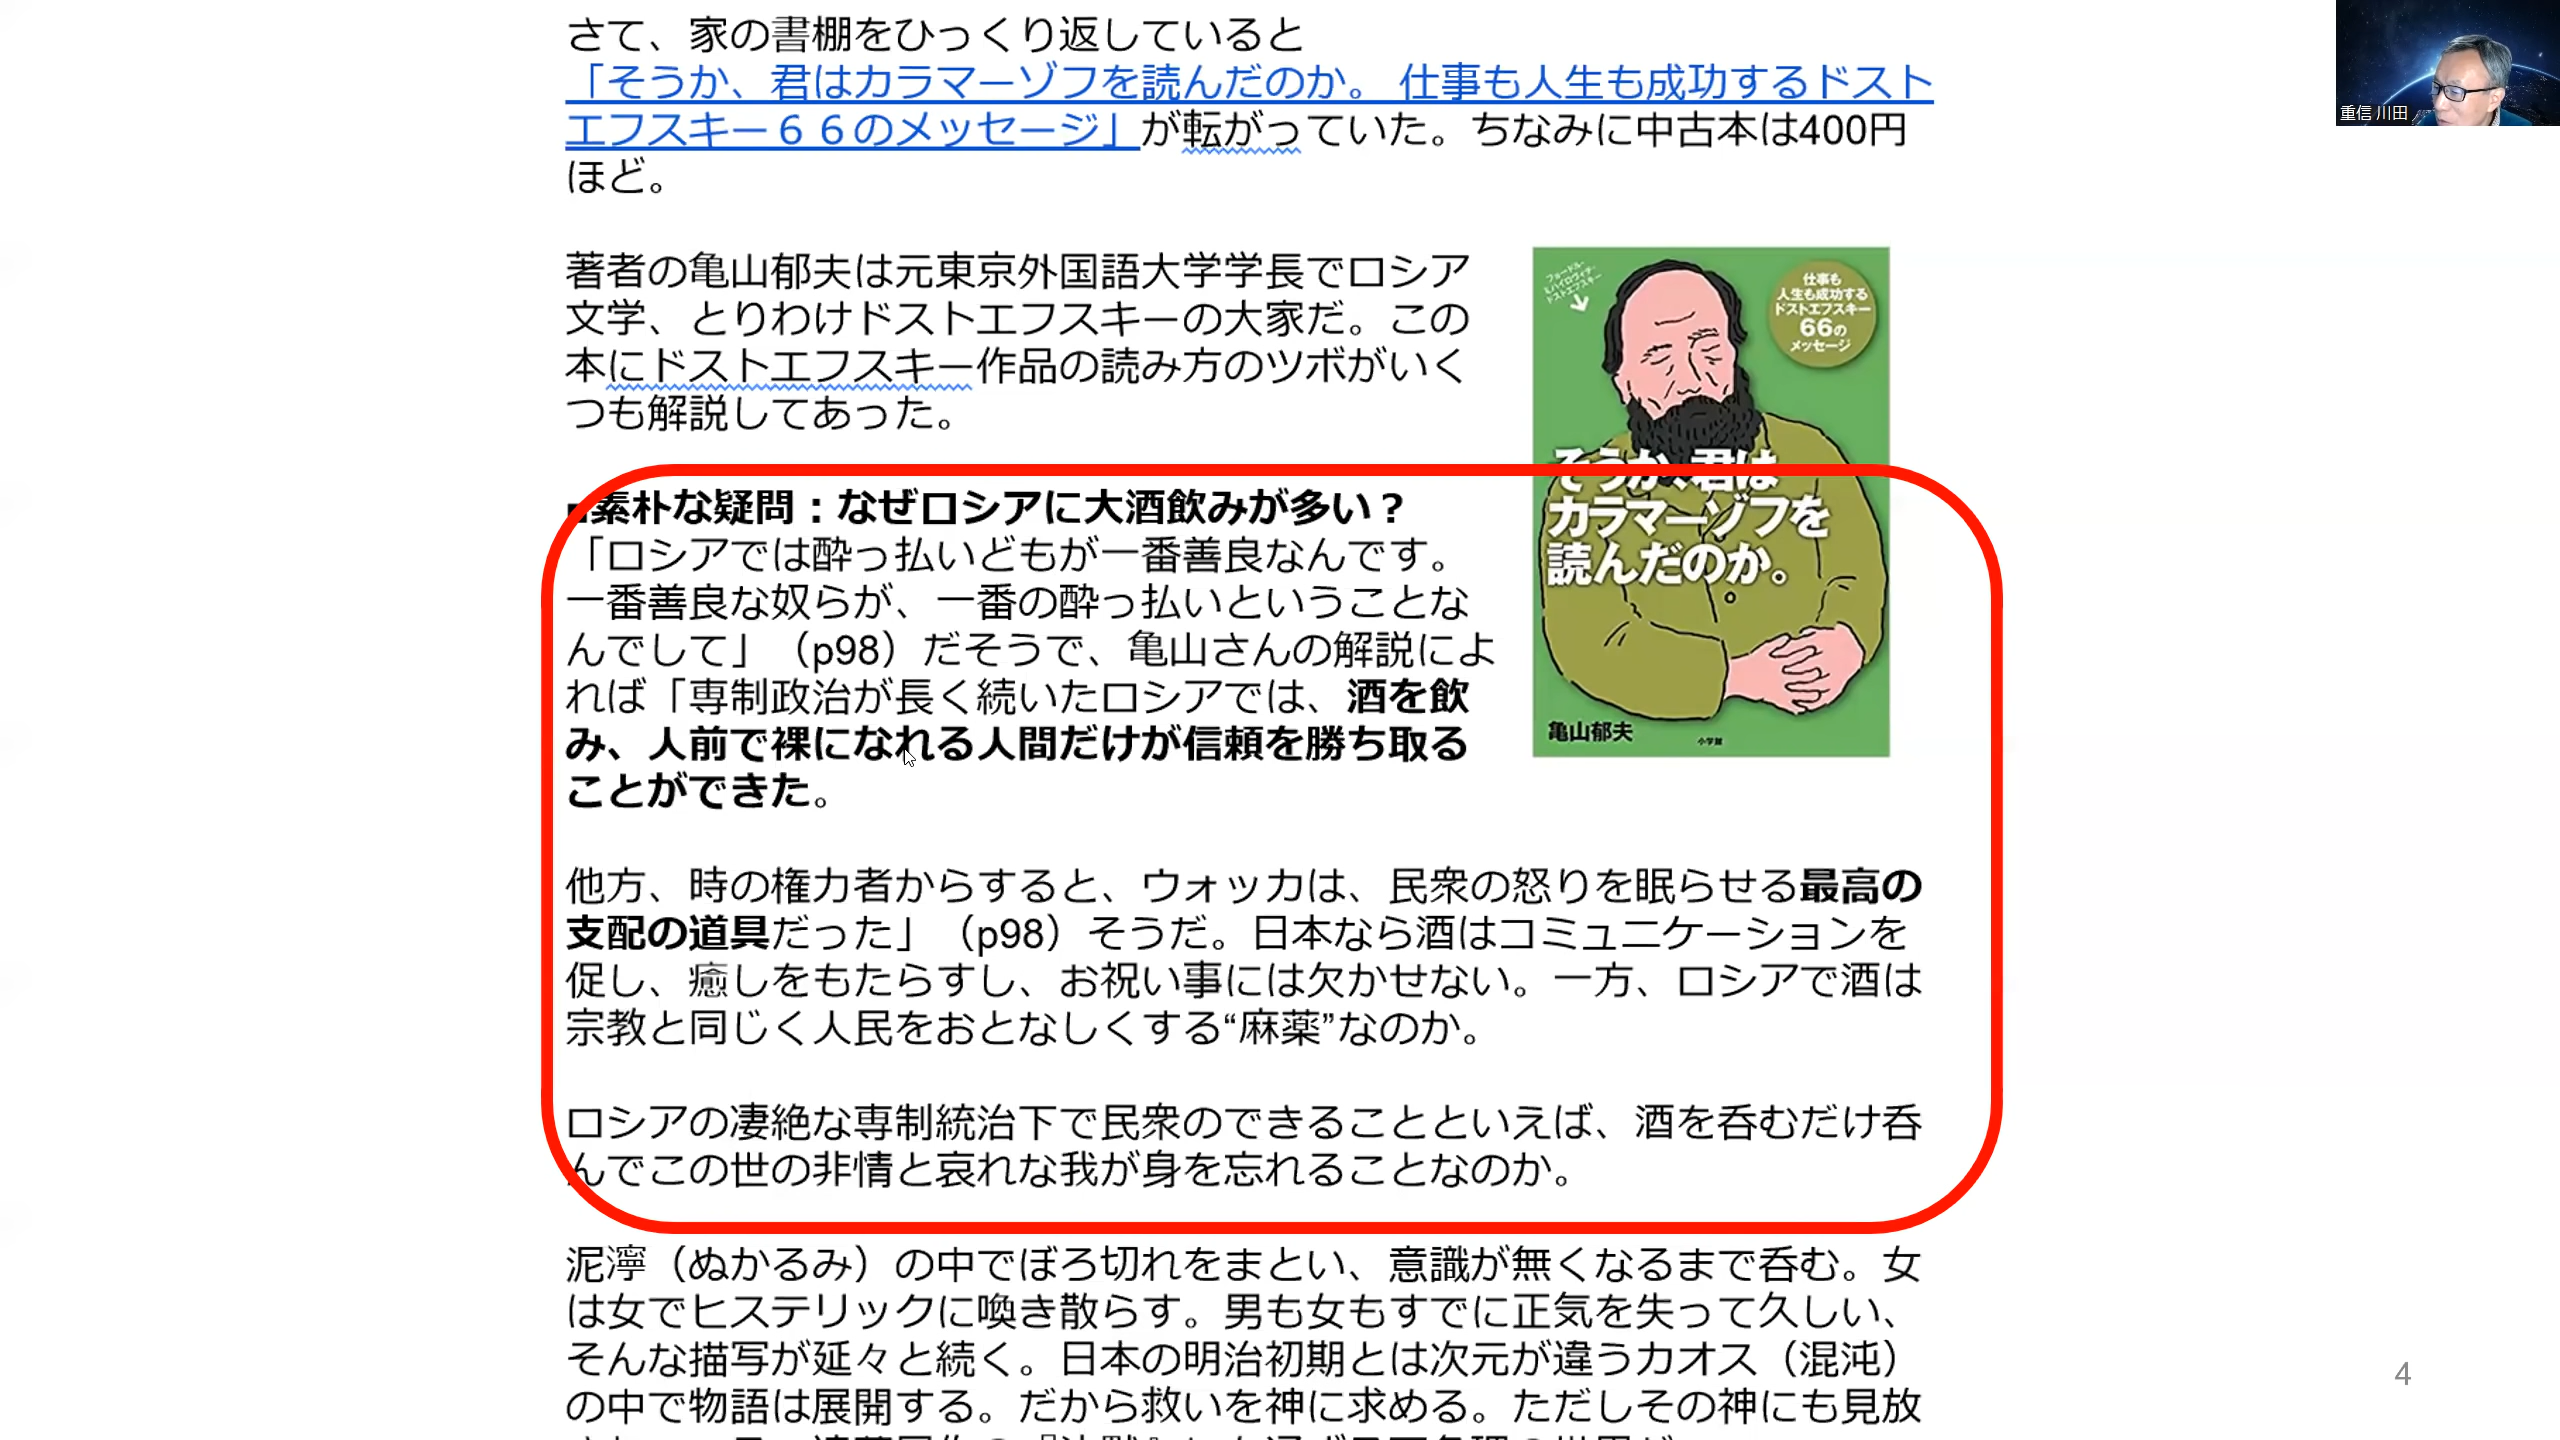 さて、家の書棚をひっくり返していると
「そうか、君はカラマーゾフを読んだのか。 仕事も人生も成功するドスト
エフスキー６６のメッセージ」が転がっていた。ちなみに中古本は400円
ほど。
重信 川田
著者の亀山郁夫は元東京外国語大学学長でロシア
文学、とりわけドストエフスキーの大家だ。この
本にドストエフスキー作品の読み方のツボがいく
つも解説してあった。
フョードル・
ミハイロヴィチ・
ドストエフスキー
仕事も
人生も成功する
ドストエフスキー
66の
メッセージ
そうか、君は
カラマーゾフを
読んだのか。
亀山郁夫
小学館
■素朴な疑問：なぜロシアに大酒飲みが多い？
「ロシアでは酔っ払いどもが一番善良なんです。
一番善良な奴らが、一番の酔っ払いということな
んでして」（p98）だそうで、亀山さんの解説によ
れば「専制政治が長く続いたロシアでは、酒を飲
み、人前で裸になれる人間だけが信頼を勝ち取る
ことができた。
他方、時の権力者からすると、ウォッカは、民衆の怒りを眠らせる最高の
支配の道具だった」（p98）そうだ。日本なら酒はコミュニケーションを
促し、癒しをもたらすし、お祝い事には欠かせない。一方、ロシアで酒は
宗教と同じく人民をおとなしくする“麻薬”なのか。
ロシアの凄絶な専制統治下で民衆のできることといえば、酒を呑むだけ呑
んでこの世の非情と哀れな我が身を忘れることなのか。
泥濘（ぬかるみ）の中でぼろ切れをまとい、意識が無くなるまで呑む。女
は女でヒステリックに喚き散らす。男も女もすでに正気を失って久しい、
そんな描写が延々と続く。日本の明治初期とは次元が違うカオス（混沌）
の中で物語は展開する。だから救いを神に求める。ただしその神にも見放
4